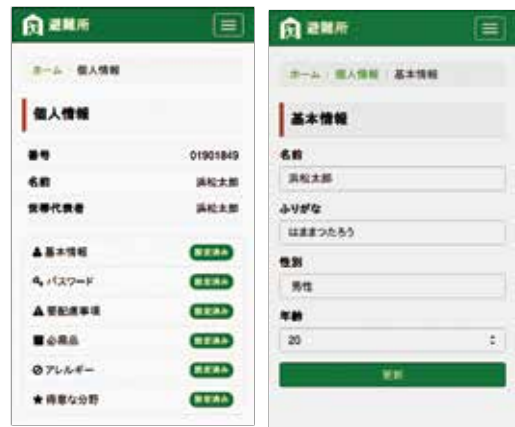 避難所
ホーム 個人情報
個人情報
番号 01901849
名前 浜松太郎
世帯代表者 浜松太郎
基本情報 設定済み
パスワード 設定済み
要配慮事項 設定済み
必需品 設定済み
アレルギー 設定済み
得意な分野 設定済み
避難所
ホーム 個人情報 基本情報
基本情報
名前
浜松太郎
ふりがな
はままつたろう
性別
男性
年齢
20
更新